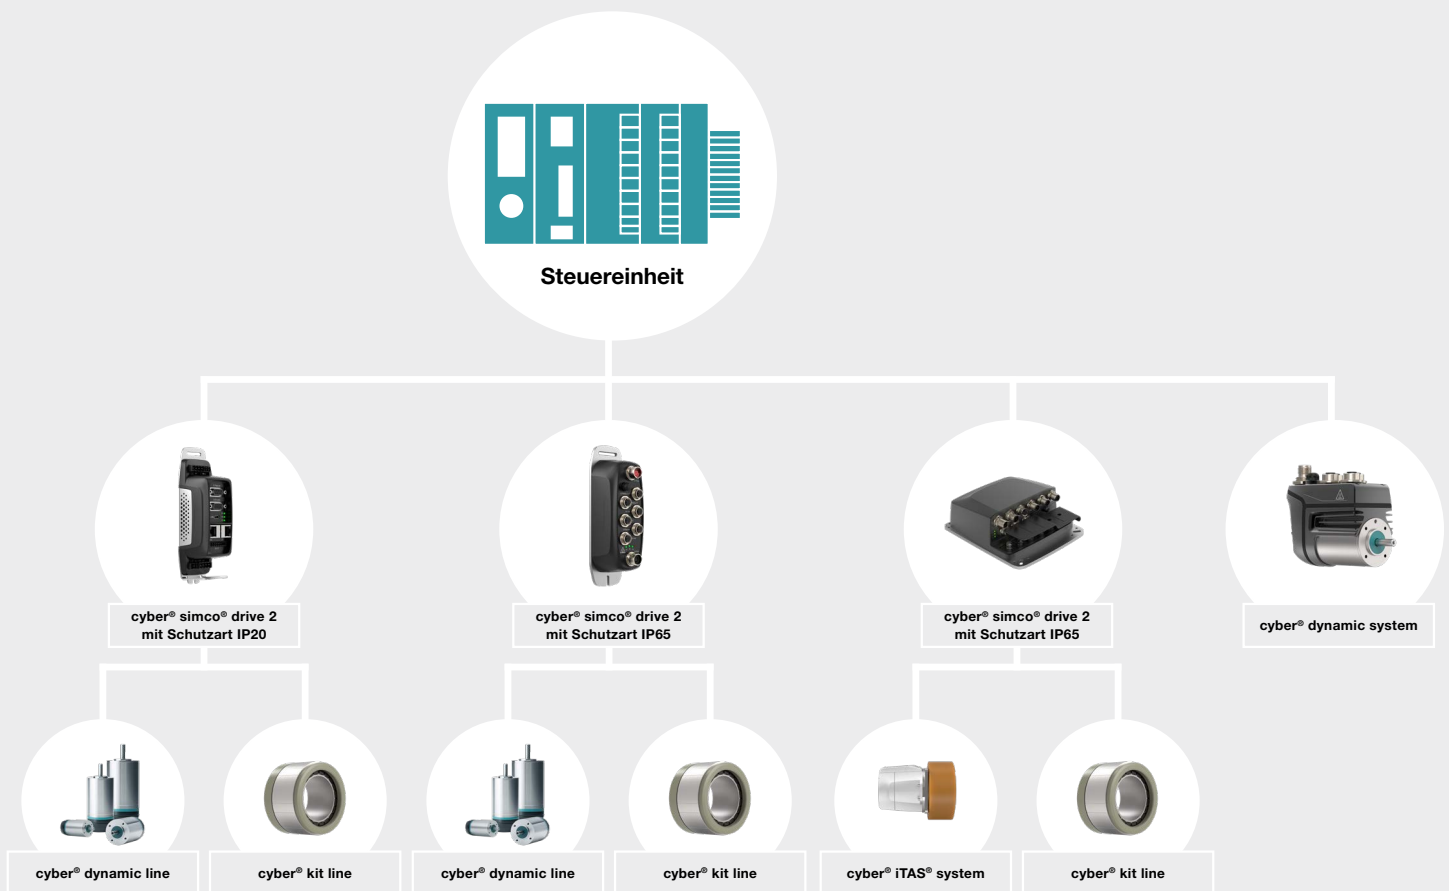 Steuereinheit
cyber® simco® drive 2
mit Schutzart IP20
cyber® simco® drive 2
mit Schutzart IP65
cyber® simco® drive 2
mit Schutzart IP65
cyber® dynamic system
cyber® dynamic line
cyber® kit line
cyber® dynamic line
cyber® kit line
cyber® iTAS® system
cyber® kit line